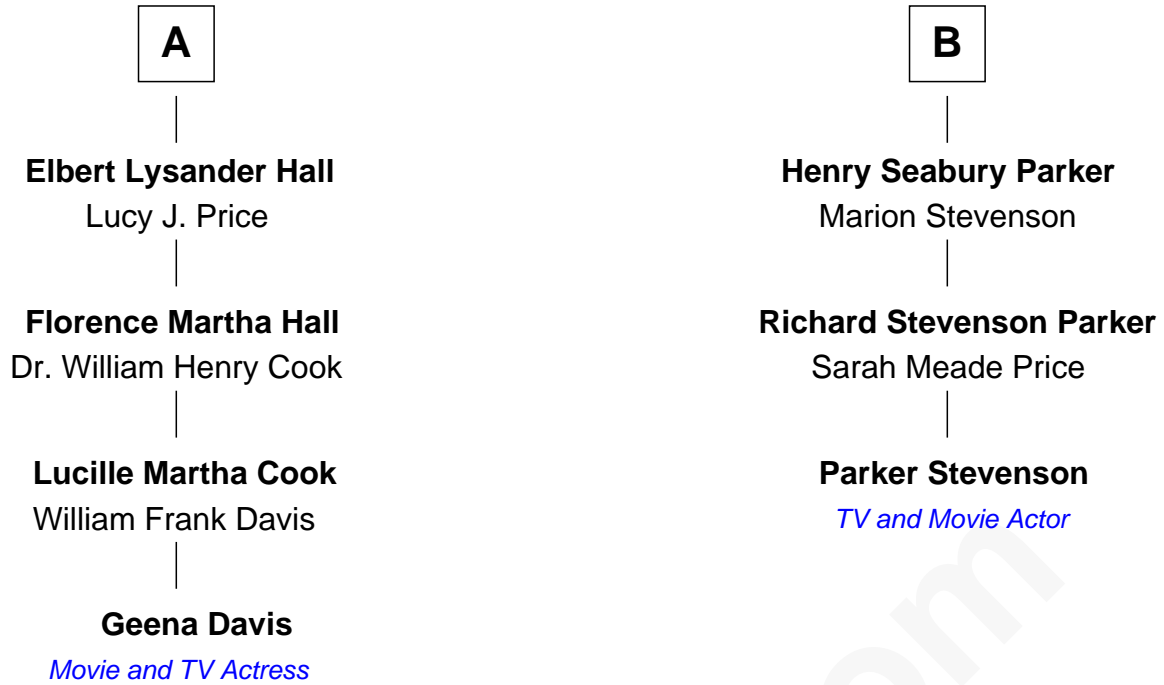 A
Elbert Lysander Hall
Lucy J. Price
Florence Martha Hall
Dr. William Henry Cook
Lucille Martha Cook
William Frank Davis
Geena Davis
Movie and TV Actress
B
Henry Seabury Parker
Marion Stevenson
Richard Stevenson Parker
Sarah Meade Price
Parker Stevenson
TV and Movie Actor
om